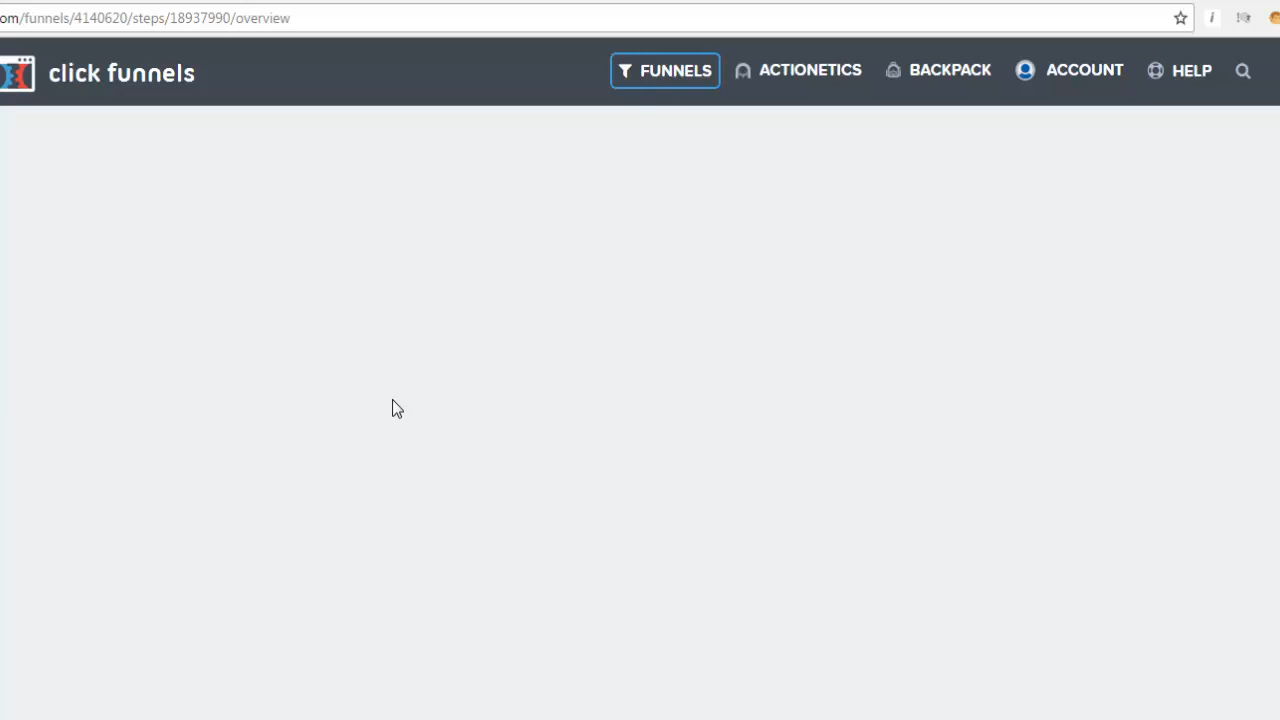 om/funnels/4140620/steps/18937990/overview
click funnels
FUNNELS
ACTIONETICS
BACKPACK
ACCOUNT
HELP